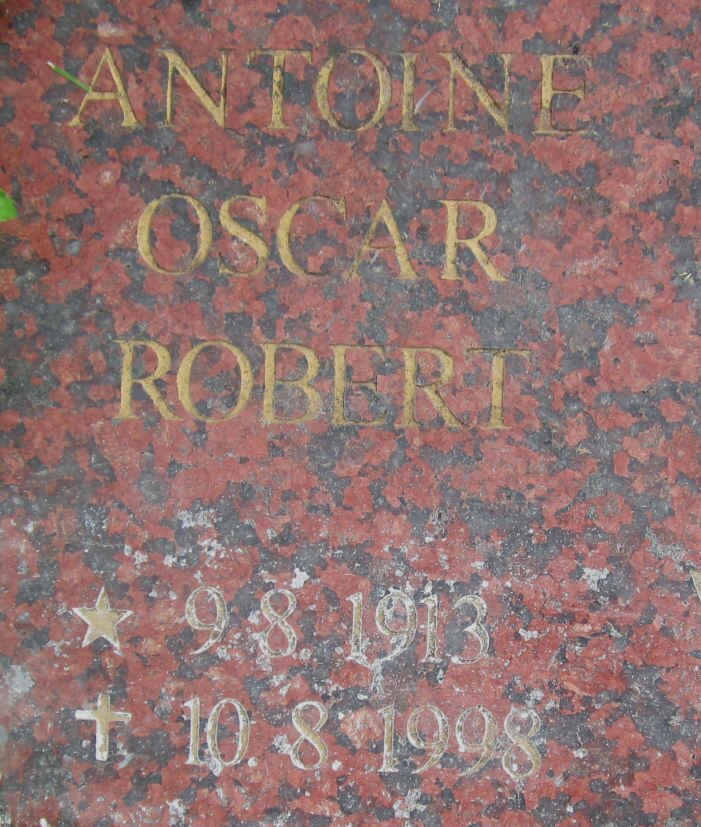 ANTOINE
OSCAR
ROBERT
★ 9.8.1913
✝ 10.8.1998